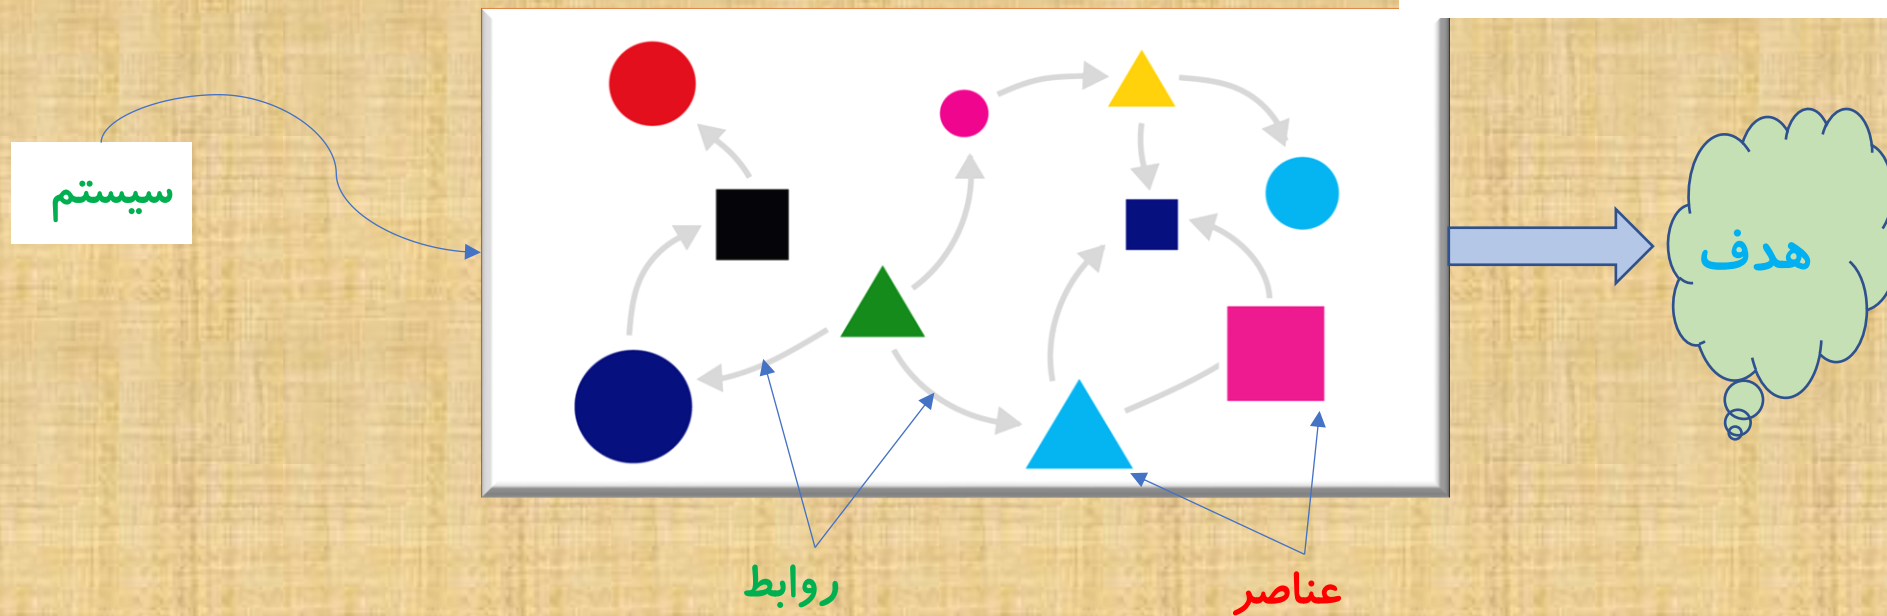 سیستم
هدف
روابط
عناصر